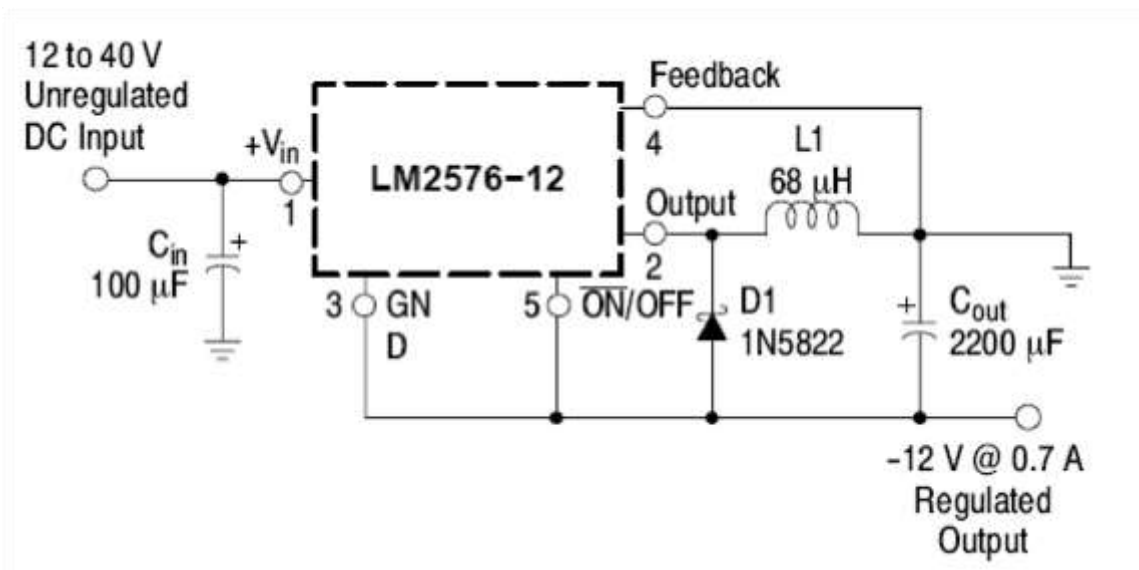 12 to 40 V
Unregulated
DC Input
+Vin
1
Cin
+
100 µF
LM2576-12
Feedback
4
Output
2
L1
68 µH
3
GN
D
5
ON/OFF
D1
1N5822
+
Cout
2200 µF
-12 V @ 0.7 A
Regulated
Output